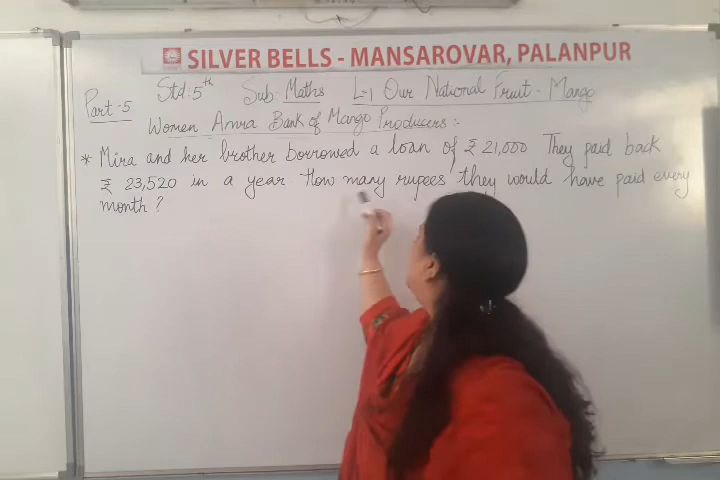 SILVER BELLS - MANSAROVAR, PALANPUR
Part-5 Std: 5th Sub: Maths L-1 Our National Fruit - Mango
Women Amra Bank of Mango Producers :-
* Mira and her brother borrowed a loan of ₹ 21,000 They paid back
₹ 23,520 in a year How many rupees they would have paid every
month ?